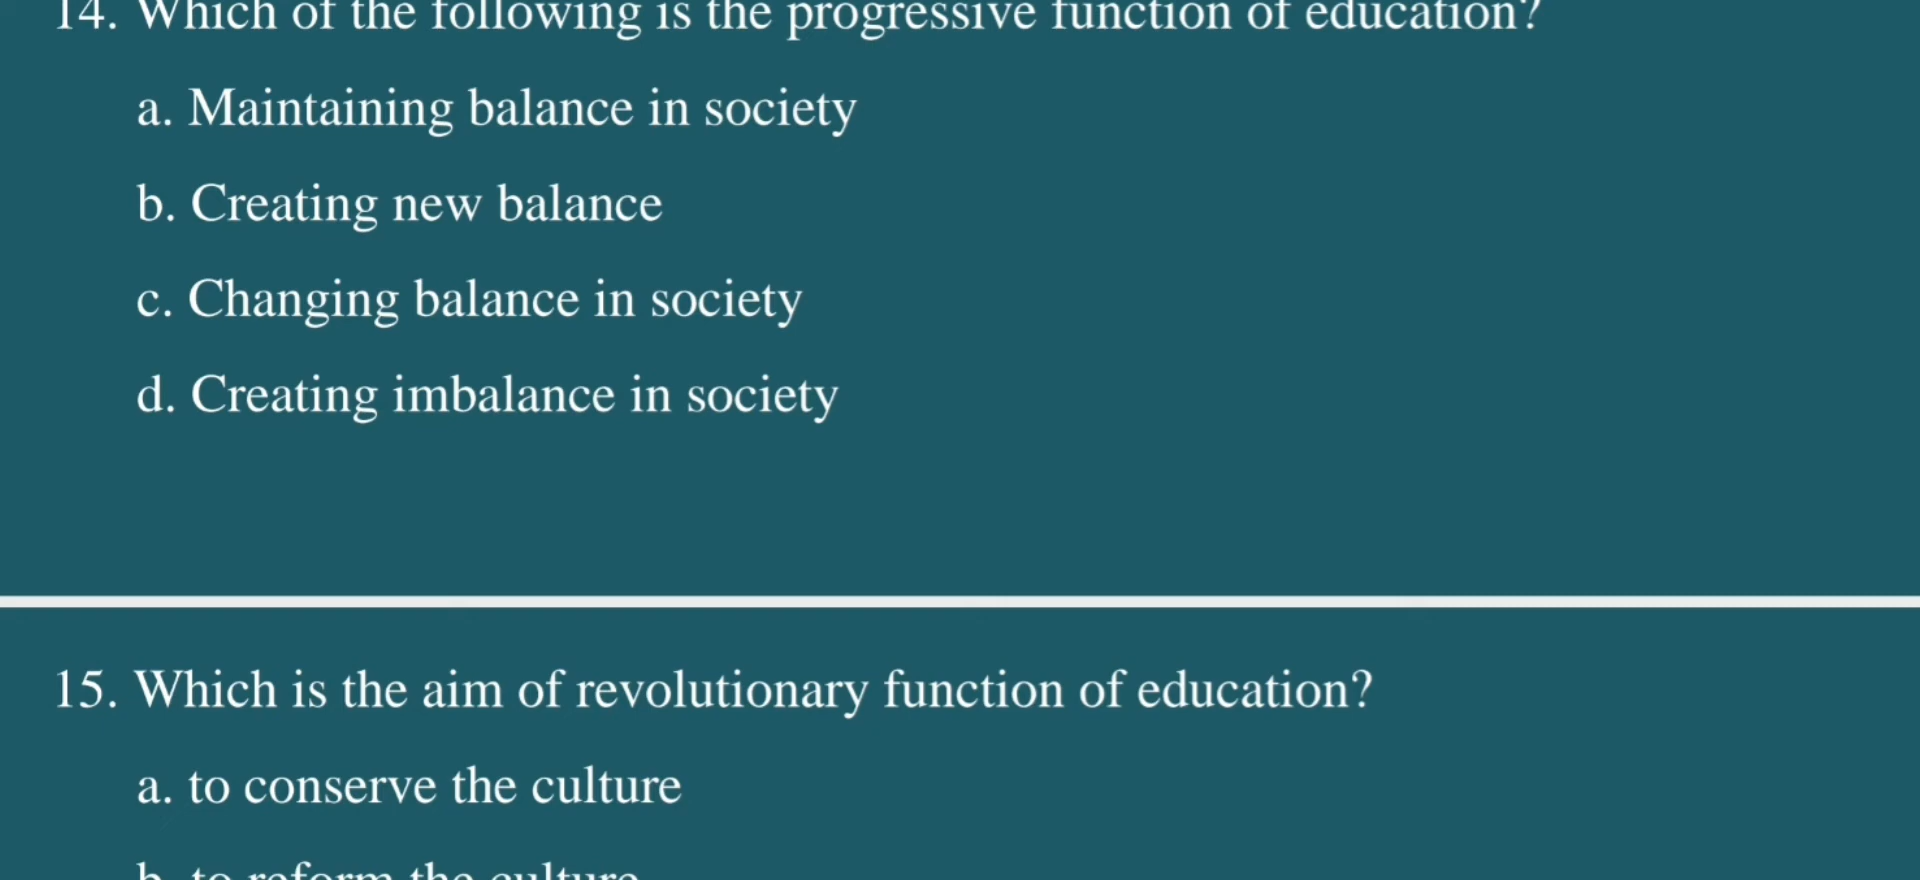 14. Which of the following is the progressive function of education?
a. Maintaining balance in society
b. Creating new balance
c. Changing balance in society
d. Creating imbalance in society
15. Which is the aim of revolutionary function of education?
a. to conserve the culture
b. to reform the culture